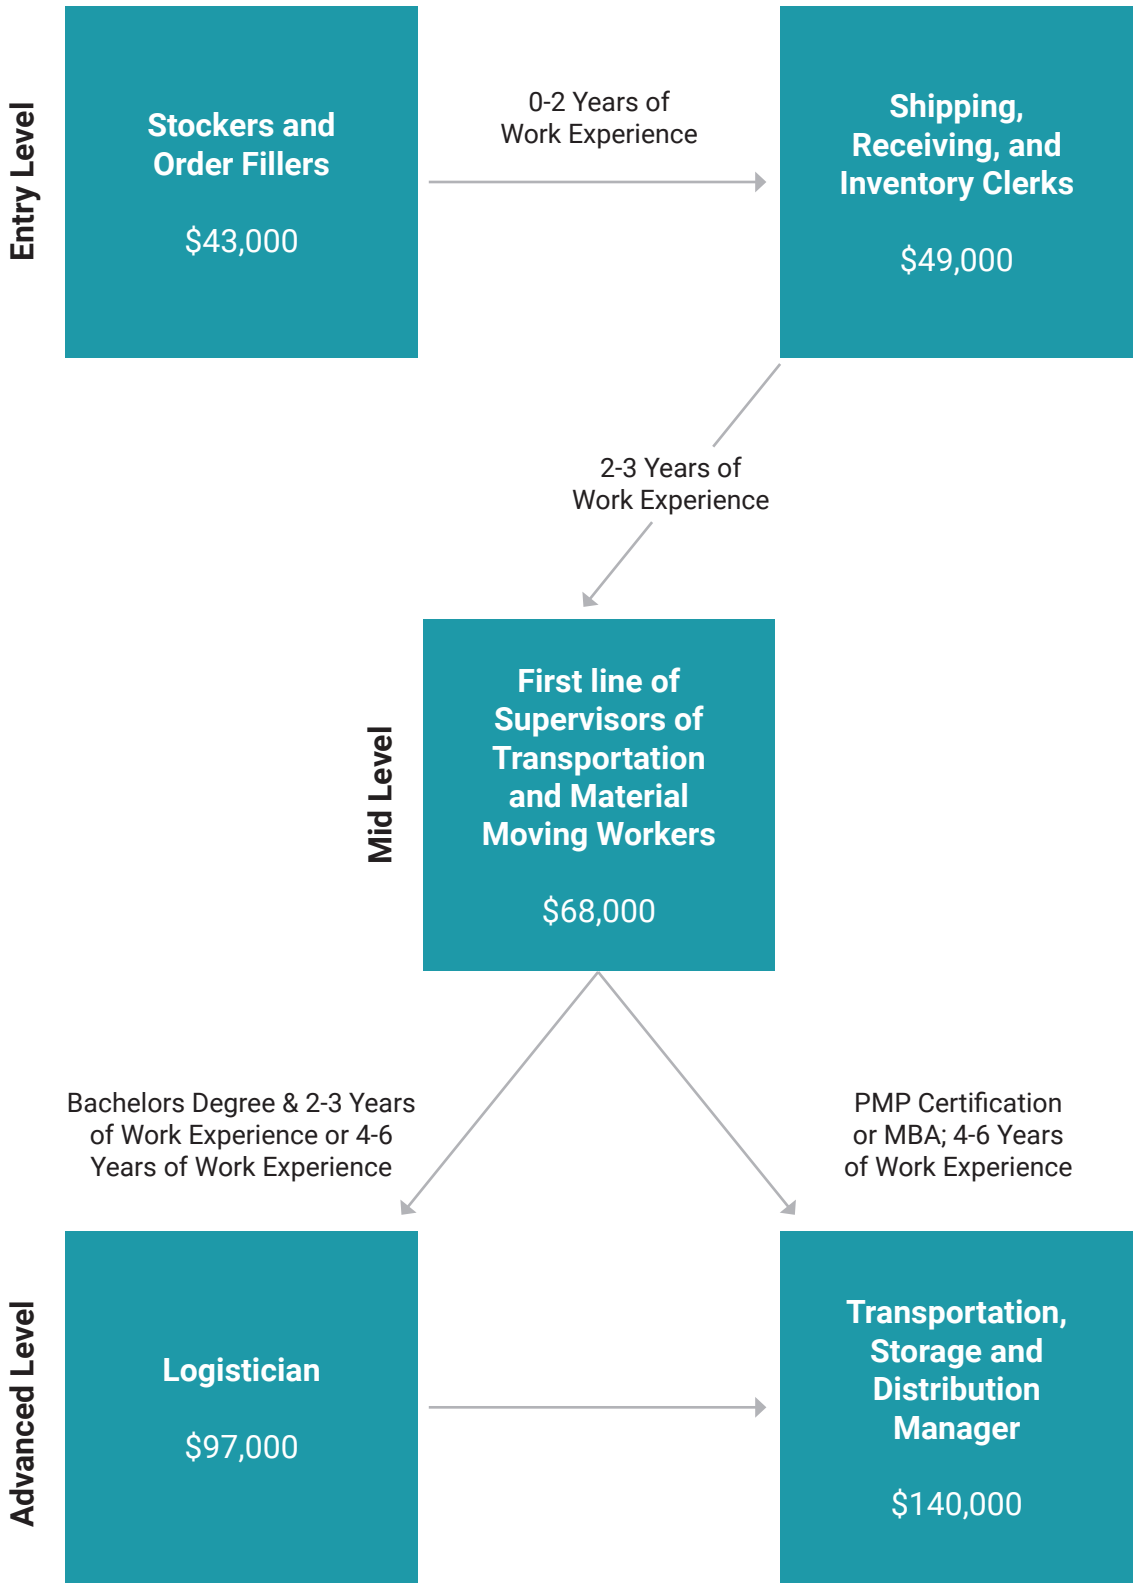 Entry Level
Stockers and
Order Fillers
$43,000
0-2 Years of
Work Experience
Shipping,
Receiving, and
Inventory Clerks
$49,000
2-3 Years of
Work Experience
Mid Level
First line of
Supervisors of
Transportation
and Material
Moving Workers
$68,000
Bachelors Degree & 2-3 Years
of Work Experience or 4-6
Years of Work Experience
PMP Certification
or MBA; 4-6 Years
of Work Experience
Advanced Level
Logistician
$97,000
Transportation,
Storage and
Distribution
Manager
$140,000